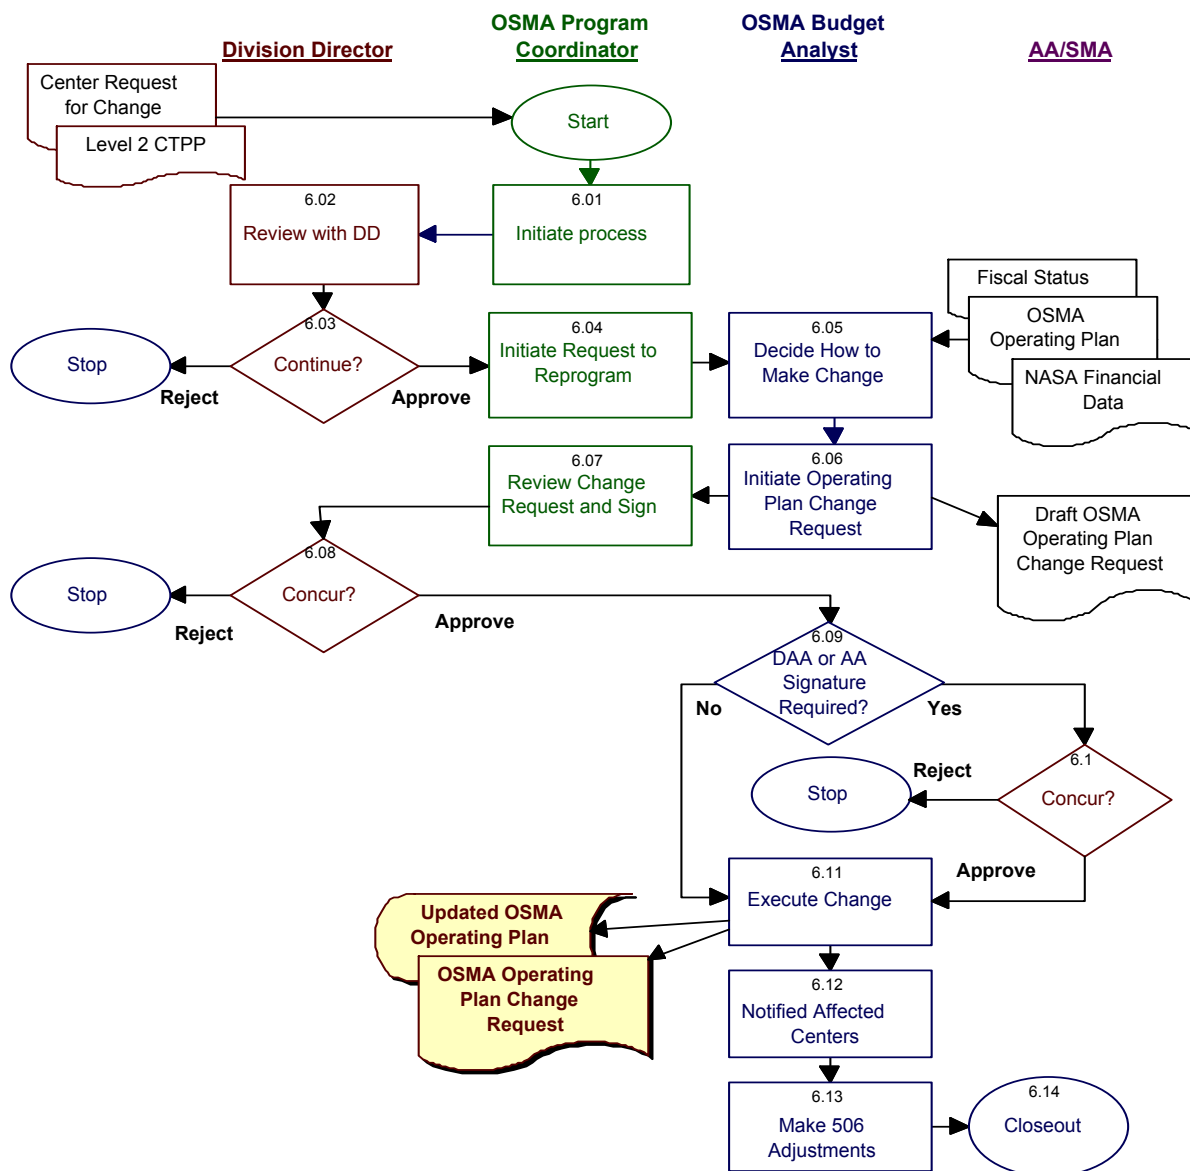 Division Director
OSMA Program
Coordinator
OSMA Budget
Analyst
AA/SMA
Center Request
for Change
Level 2 CTPP
Start
6.02
Review with DD
6.01
Initiate process
Fiscal Status
OSMA
Operating Plan
NASA Financial
Data
6.03
Continue?
Stop
Reject
Approve
6.04
Initiate Request to
Reprogram
6.05
Decide How to
Make Change
6.07
Review Change
Request and Sign
6.06
Initiate Operating
Plan Change
Request
Draft OSMA
Operating Plan
Change Request
6.08
Concur?
Stop
Reject
Approve
6.09
DAA or AA
Signature
Required?
No
Yes
6.1
Concur?
Reject
Stop
Approve
6.11
Execute Change
Updated OSMA
Operating Plan
OSMA Operating
Plan Change
Request
6.12
Notified Affected
Centers
6.13
Make 506
Adjustments
6.14
Closeout